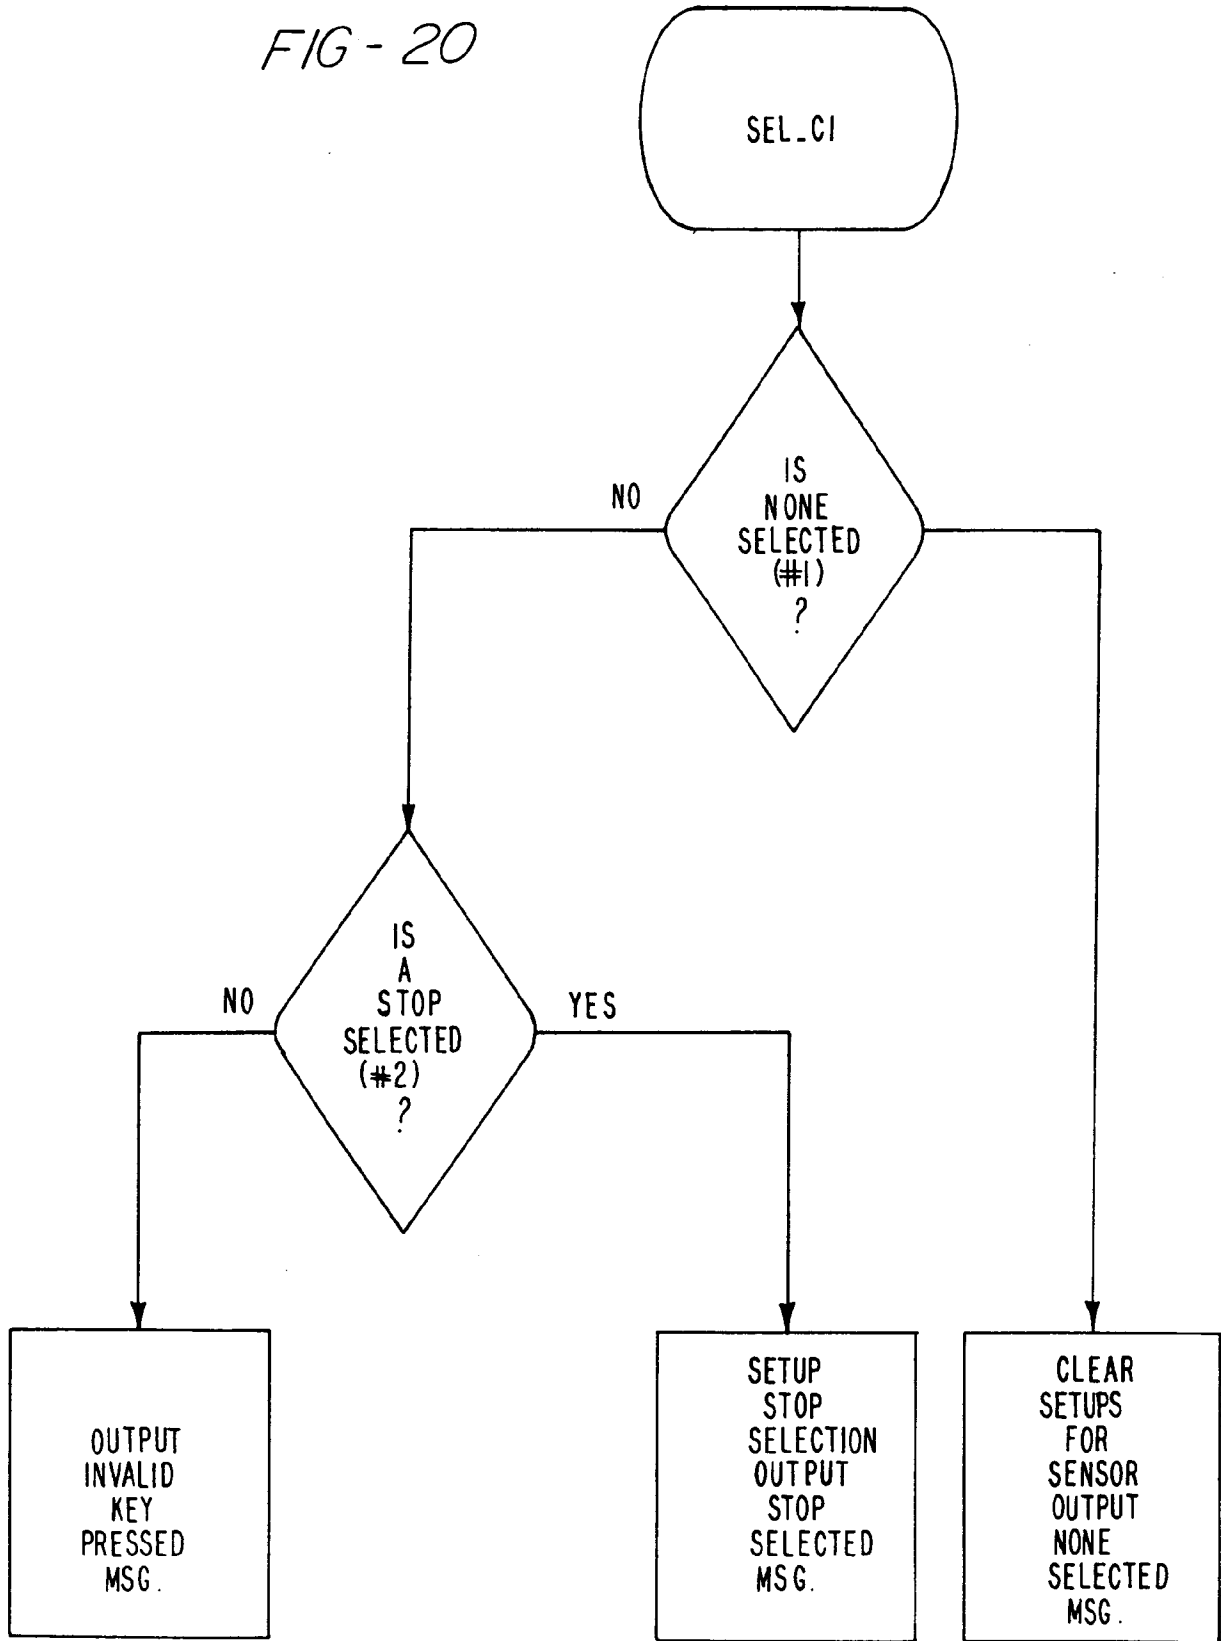 FIG-20
SEL_CI
IS
NONE
SELECTED
(#1)
?
NO
IS
A
STOP
SELECTED
(#2)
?
NO
YES
OUTPUT
INVALID
KEY
PRESSED
MSG.
SETUP
STOP
SELECTION
OUTPUT
STOP
SELECTED
MSG.
CLEAR
SETUPS
FOR
SENSOR
OUTPUT
NONE
SELECTED
MSG.